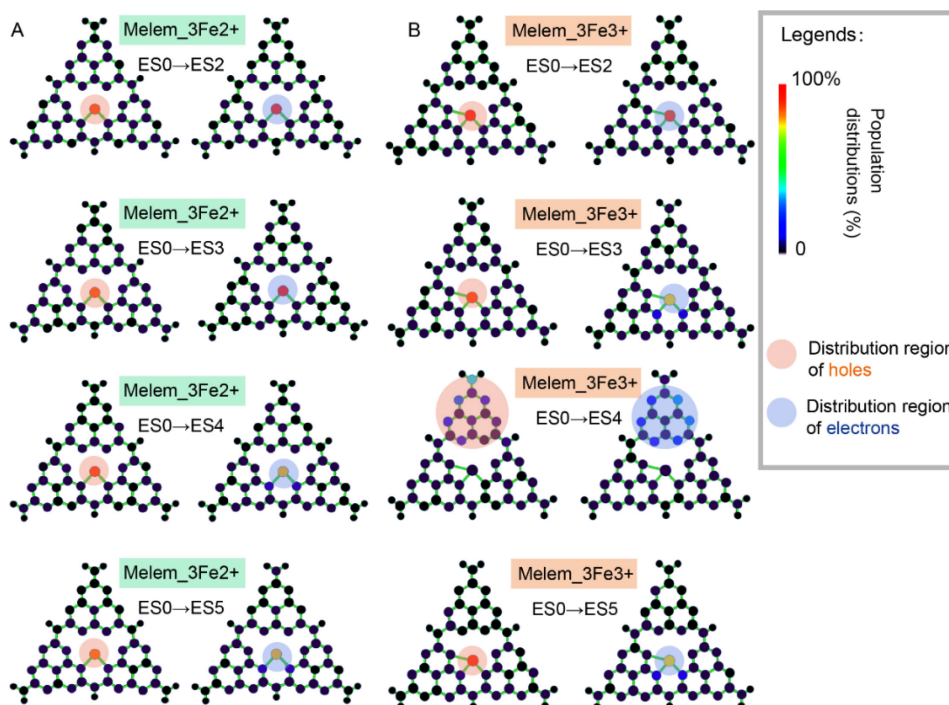 A
Melem_3Fe2+
ES0→ES2
Melem_3Fe2+
ES0→ES3
Melem_3Fe2+
ES0→ES4
Melem_3Fe2+
ES0→ES5
B
Melem_3Fe3+
ES0→ES2
Melem_3Fe3+
ES0→ES3
Melem_3Fe3+
ES0→ES4
Melem_3Fe3+
ES0→ES5
Legends:
100%
0
Population
distributions (%)
Distribution region
of holes
Distribution region
of electrons